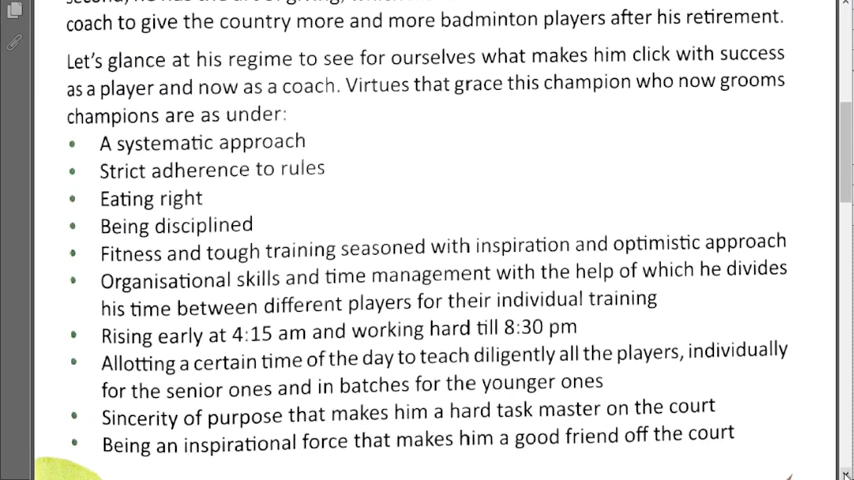 coach to give the country more and more badminton players after his retirement.
Let's glance at his regime to see for ourselves what makes him click with success
as a player and now as a coach. Virtues that grace this champion who now grooms
champions are as under:
• A systematic approach
• Strict adherence to rules
• Eating right
• Being disciplined
• Fitness and tough training seasoned with inspiration and optimistic approach
• Organisational skills and time management with the help of which he divides
his time between different players for their individual training
• Rising early at 4:15 am and working hard till 8:30 pm
• Allotting a certain time of the day to teach diligently all the players, individually
for the senior ones and in batches for the younger ones
• Sincerity of purpose that makes him a hard task master on the court
• Being an inspirational force that makes him a good friend off the court